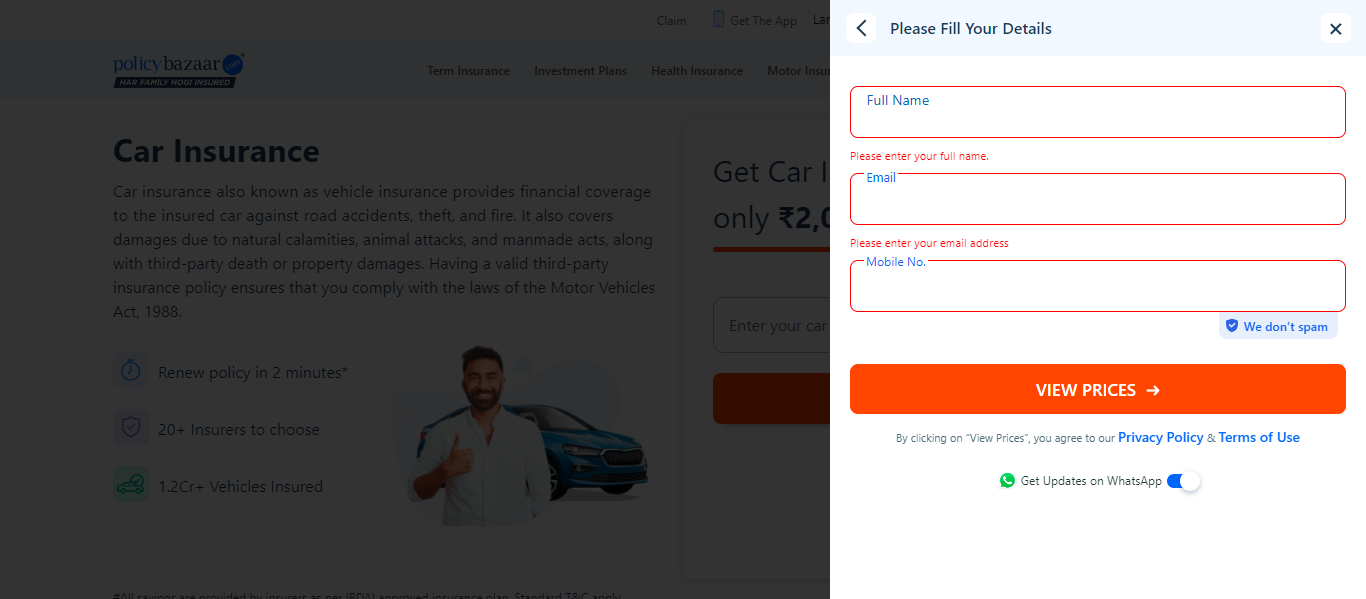 Claim
Get The App
policybazaar.com
HAR FAMILY HOGI INSURED
Term Insurance
Investment Plans
Health Insurance
Motor
Car Insurance
Car insurance also known as vehicle insurance provides financial coverage
to the insured car against road accidents, theft, and fire. It also covers
damages due to natural calamities, animal attacks, and manmade acts, along
with third-party death or property damages. Having a valid third-party
insurance policy ensures that you comply with the laws of the Motor Vehicles
Act, 1988.
Renew policy in 2 minutes*
20+ Insurers to choose
1.2Cr+ Vehicles Insured
Get Car
only ₹2,0
Enter your car
#All savings are provided by insurers as per IRDAI approved insurance plan. Standard T&C apply
Please Fill Your Details
Full Name
Please enter your full name.
Email
Please enter your email address
Mobile No.
We don't spam
VIEW PRICES →
By clicking on “View Prices”, you agree to our Privacy Policy & Terms of Use
Get Updates on WhatsApp